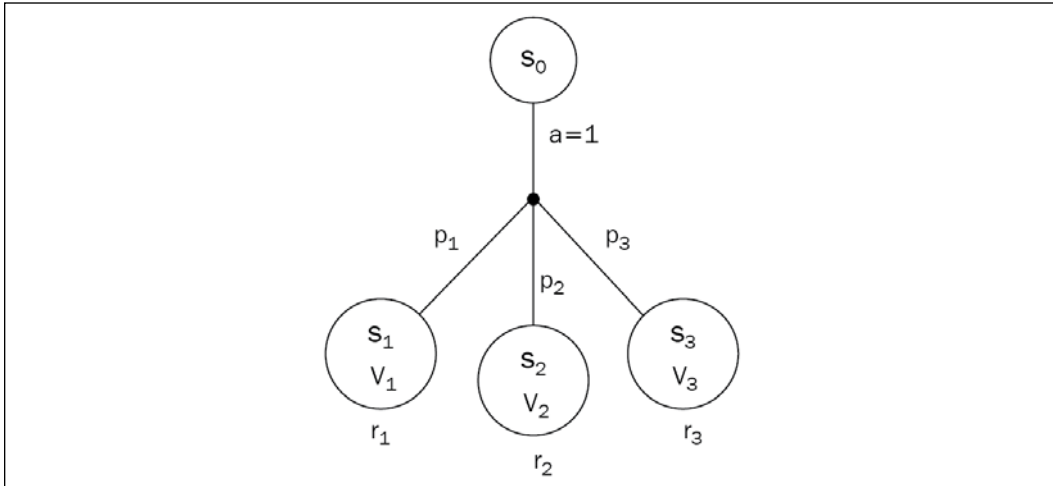 s₀
a=1
p₁
p₂
p₃
s₁
V₁
r₁
s₂
V₂
r₂
s₃
V₃
r₃